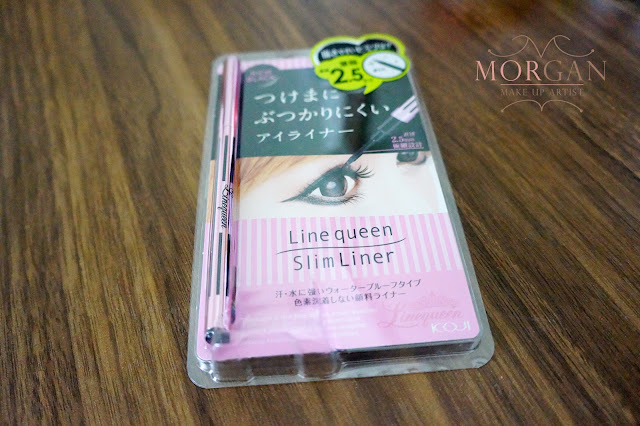 MORGAN
MAKE UP ARTIST
2.5
つけまに
ぶつかりにくい
アイライナー
2.5mm
Linequeen
Line queen
Slim Liner
汗・水に強いウォータープルーフタイプ
色素沈着しない顔料ライナー
Linequeen
KOJI